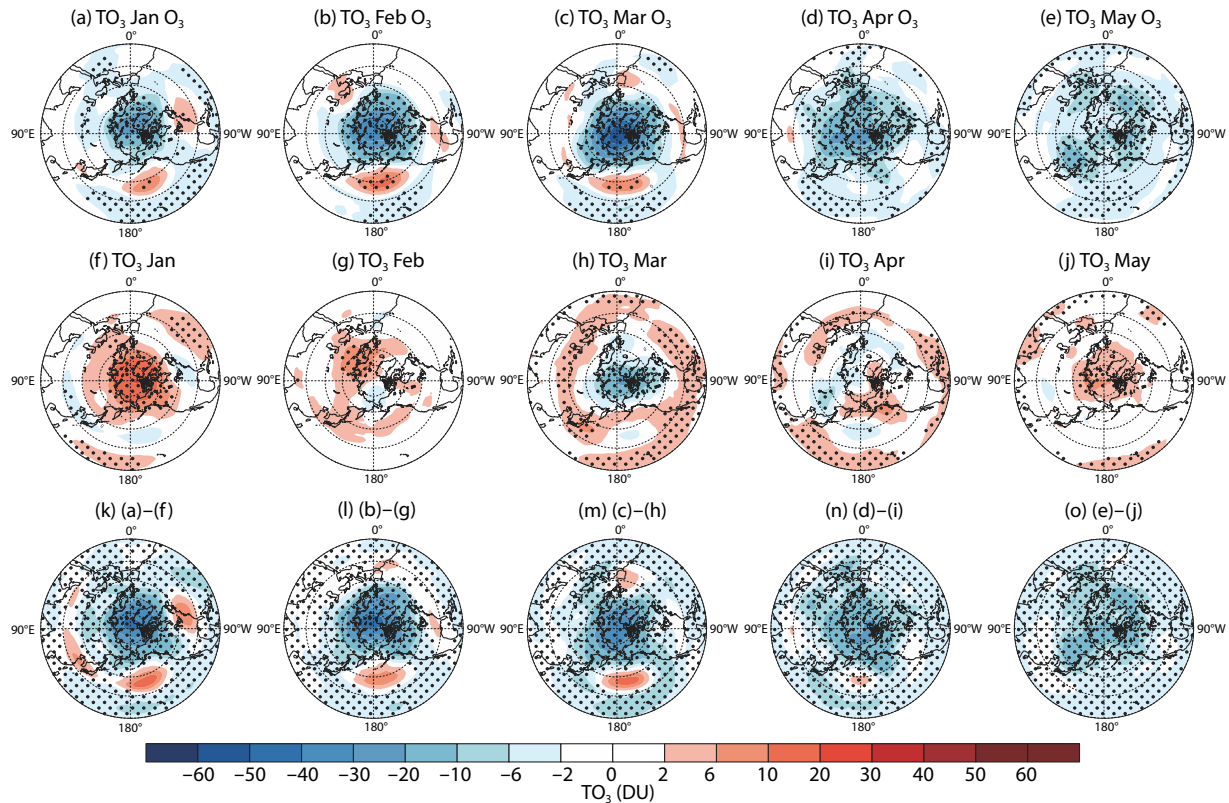 (a) TO₃ Jan O₃ (b) TO₃ Feb O₃ (c) TO₃ Mar O₃ (d) TO₃ Apr O₃ (e) TO₃ May O₃
0° 0° 0° 0° 0°
90°E 90°W 90°E 90°W 90°E 90°W 90°E 90°W 90°E 90°W
180° 180° 180° 180° 180°
(f) TO₃ Jan (g) TO₃ Feb (h) TO₃ Mar (i) TO₃ Apr (j) TO₃ May
0° 0° 0° 0° 0°
90°E 90°W 90°E 90°W 90°E 90°W 90°E 90°W 90°E 90°W
180° 180° 180° 180° 180°
(k) (a)−(f) (l) (b)−(g) (m) (c)−(h) (n) (d)−(i) (o) (e)−(j)
0° 0° 0° 0° 0°
90°E 90°W 90°E 90°W 90°E 90°W 90°E 90°W 90°E 90°W
180° 180° 180° 180° 180°
−60 −50 −40 −30 −20 −10 −6 −2 0 2 6 10 20 30 40 50 60
TO₃ (DU)